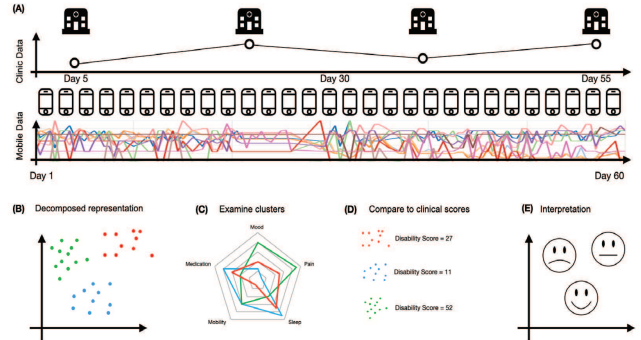 (A)
Clinic Data
Day 5
Day 30
Day 55
Mobile Data
Day 1
Day 60
(B) Decomposed representation
(C) Examine clusters
Mood
Medication
Pain
Mobility
Sleep
(D) Compare to clinical scores
Disability Score = 27
Disability Score = 11
Disability Score = 52
(E) Interpretation